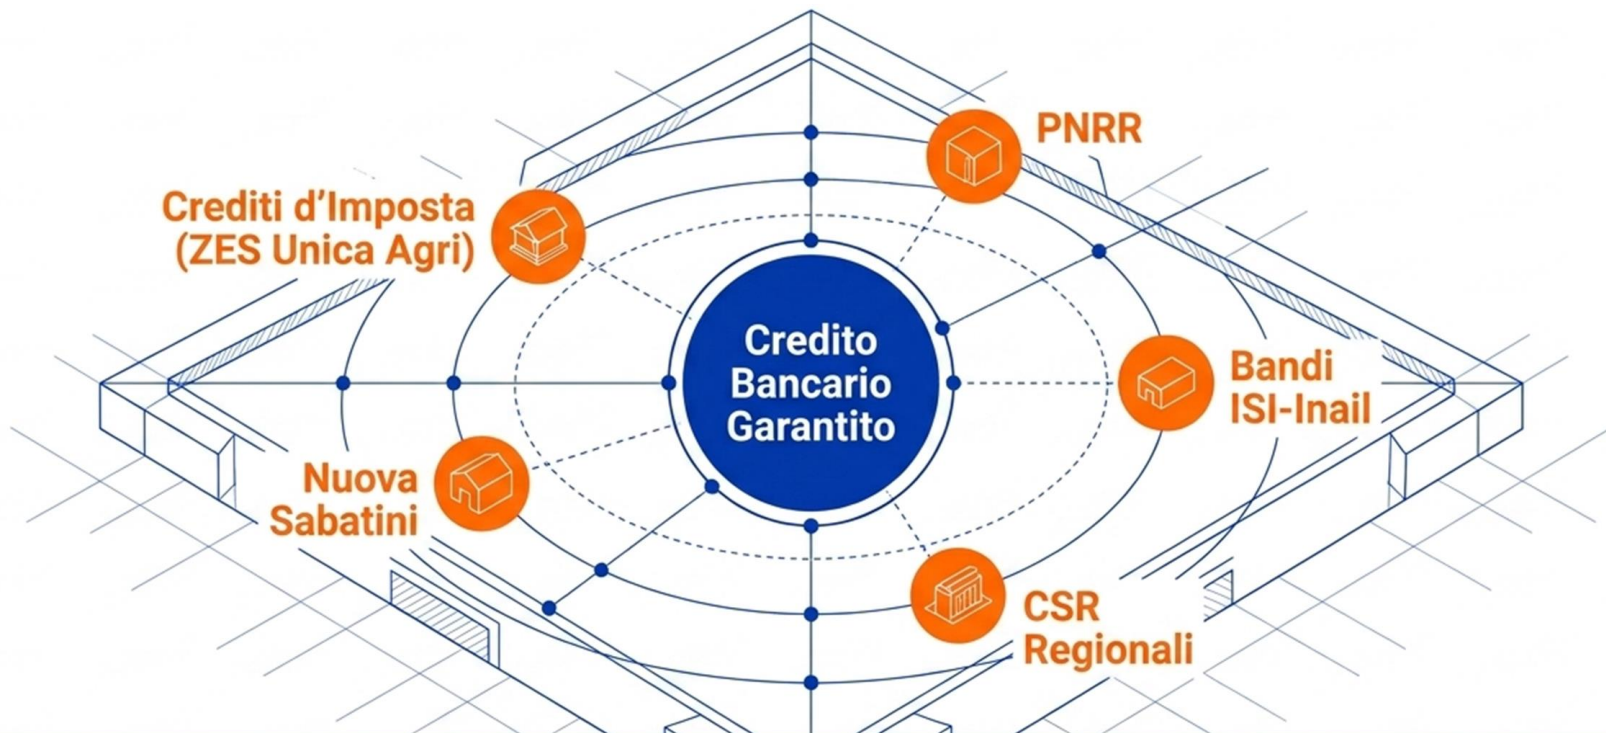 PNRR
Crediti d’Imposta
(ZES Unica Agri)
Credito
Bancario
Garantito
Bandi
ISI-Inail
Nuova
Sabatini
CSR
Regionali